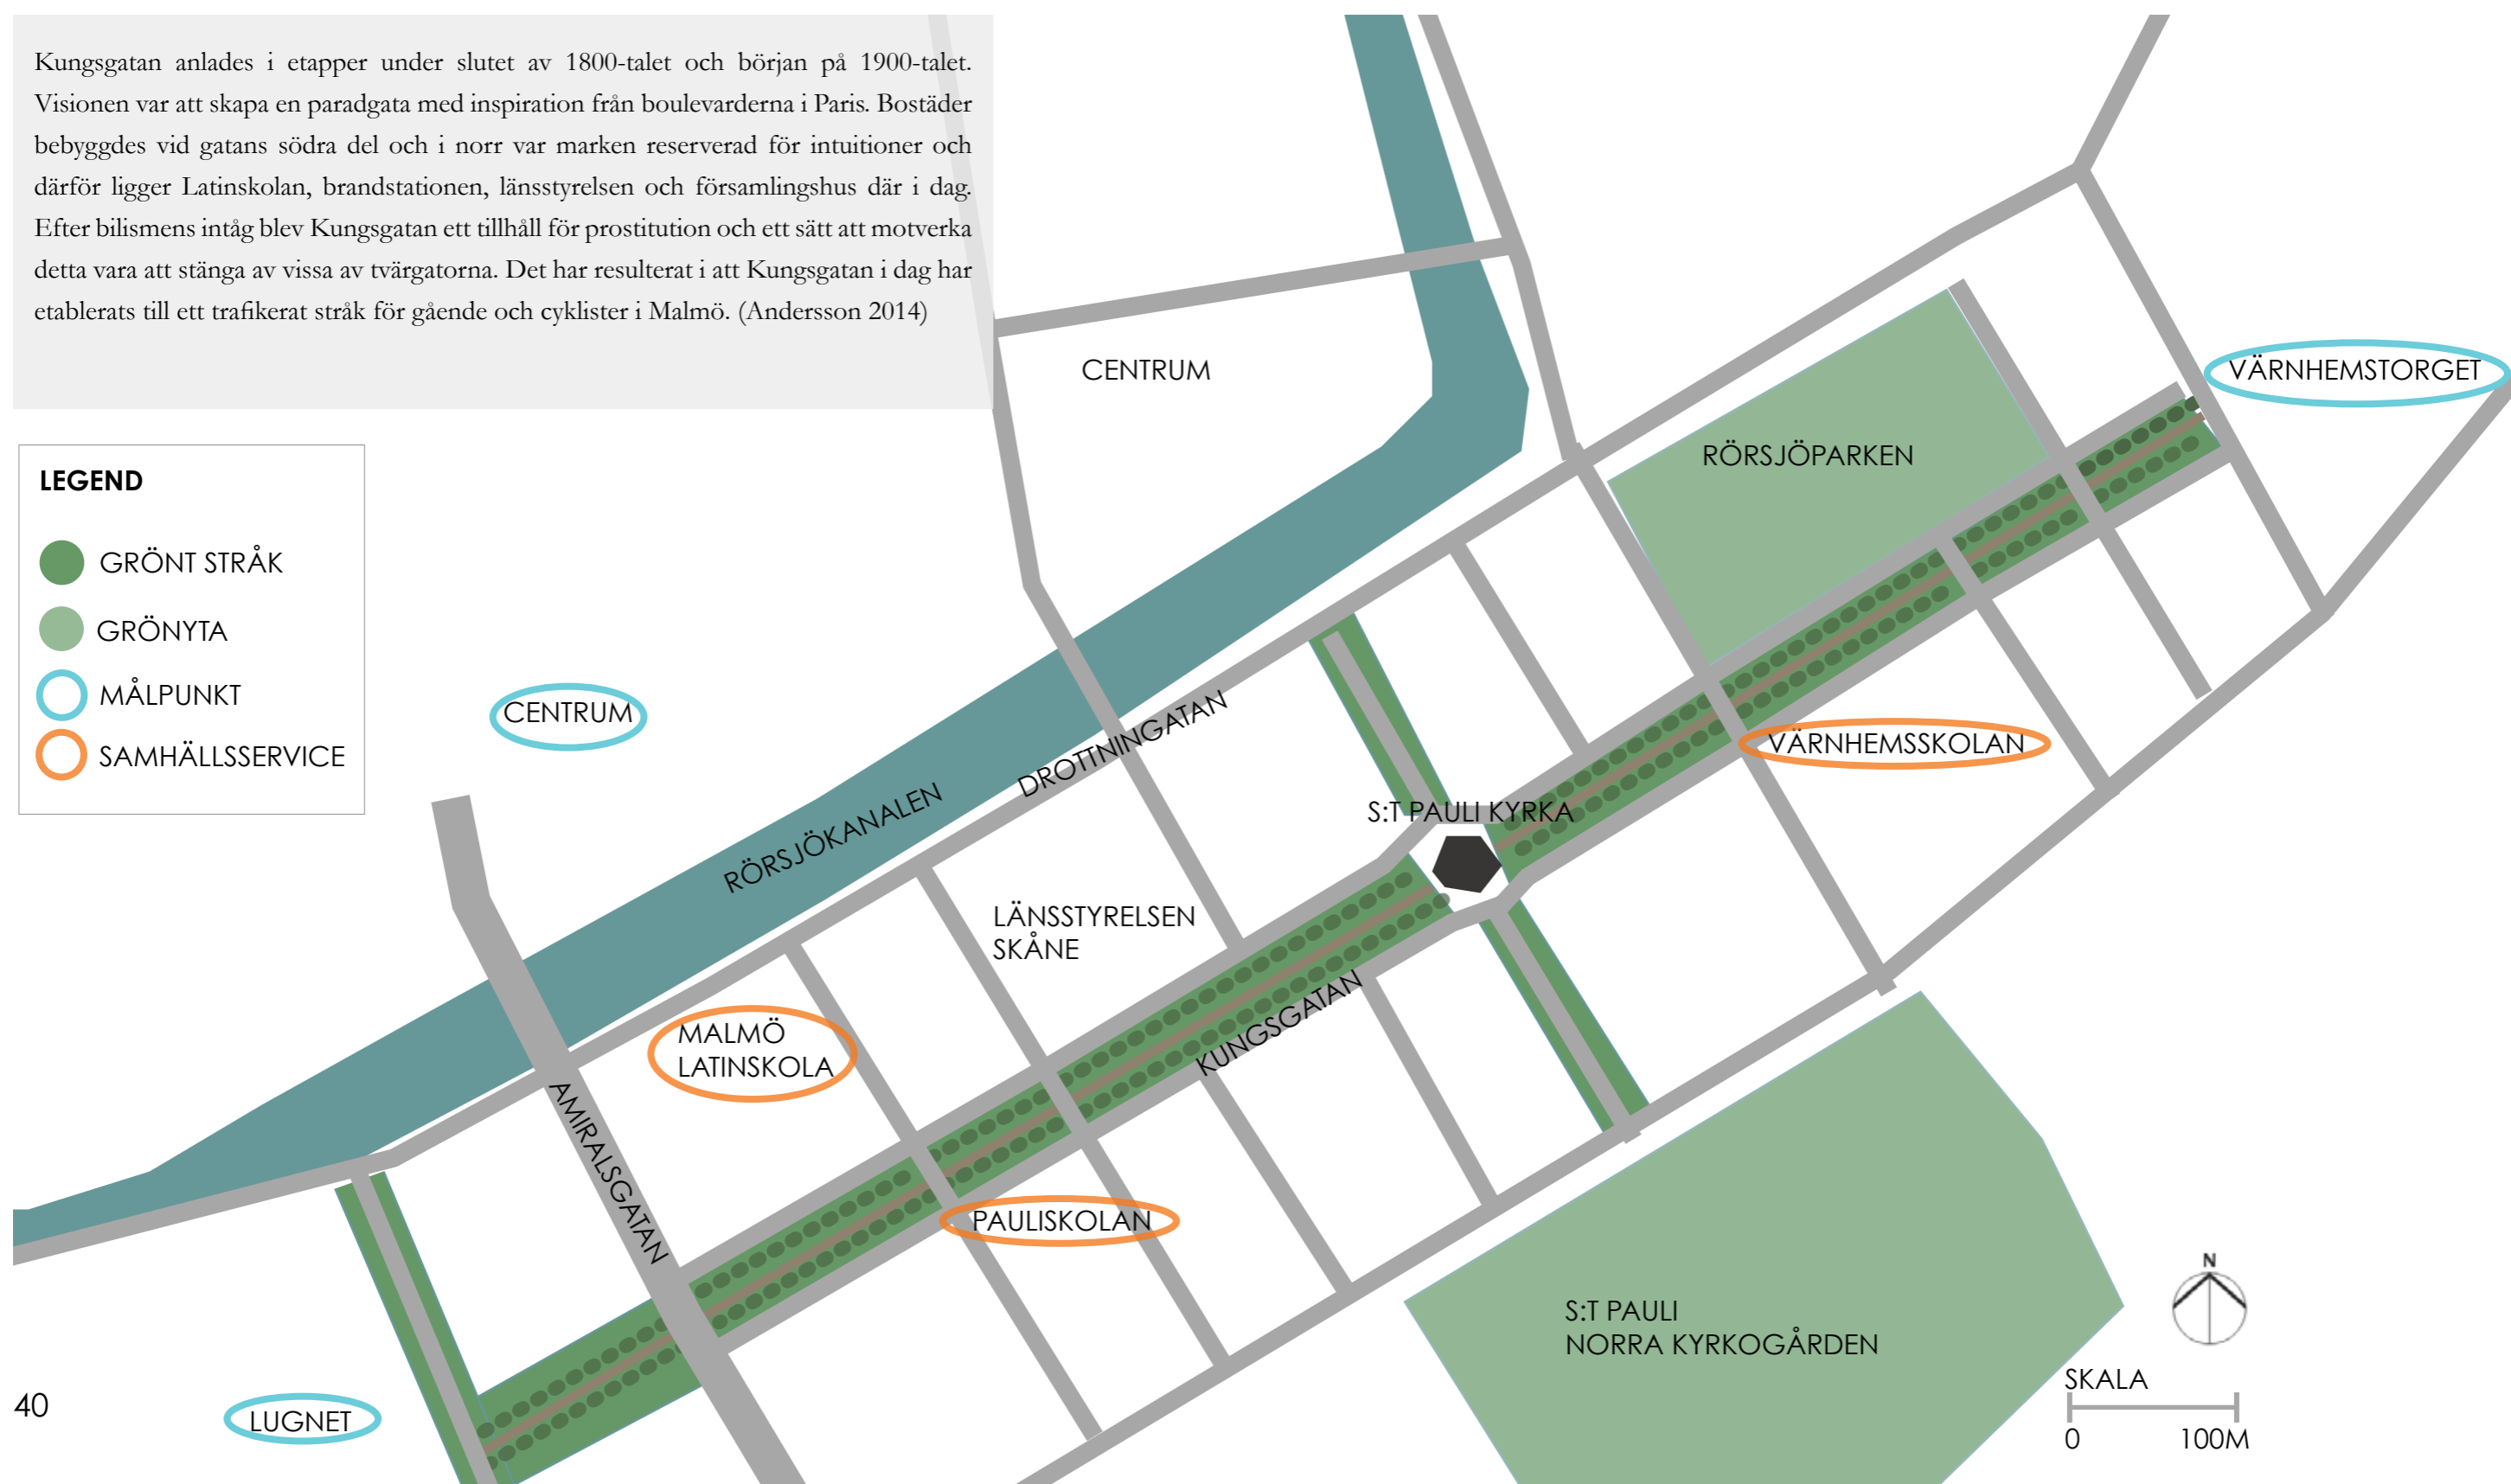 Kungsgatan anlades i etapper under slutet av 1800-talet och början på 1900-talet.
Visionen var att skapa en paradgata med inspiration från boulevarderna i Paris. Bostäder
bebyggdes vid gatans södra del och i norr var marken reserverad för intuitioner och
därför ligger Latinskolan, brandstationen, länsstyrelsen och församlingshus där i dag.
Efter bilismens intåg blev Kungsgatan ett tillhåll för prostitution och ett sätt att motverka
detta vara att stänga av vissa av tvärgatorna. Det har resulterat i att Kungsgatan i dag har
etablerats till ett trafikerat stråk för gående och cyklister i Malmö. (Andersson 2014)
LEGEND
GRÖNT STRÅK
GRÖNYTA
MÅLPUNKT
SAMHÄLLSSERVICE
CENTRUM
VÄRNHEMSTORGET
RÖRSJÖPARKEN
CENTRUM
DROTTNINGATAN
VÄRNHEMSSKOLAN
RÖRSJÖKANALEN
S:T PAULI KYRKA
LÄNSSTYRELSEN
SKÅNE
KUNGSGATAN
MALMÖ
LATINSKOLA
AMIRALSGATAN
PAULISKOLAN
S:T PAULI
NORRA KYRKOGÅRDEN
N
SKALA
0 100M
LUGNET
40